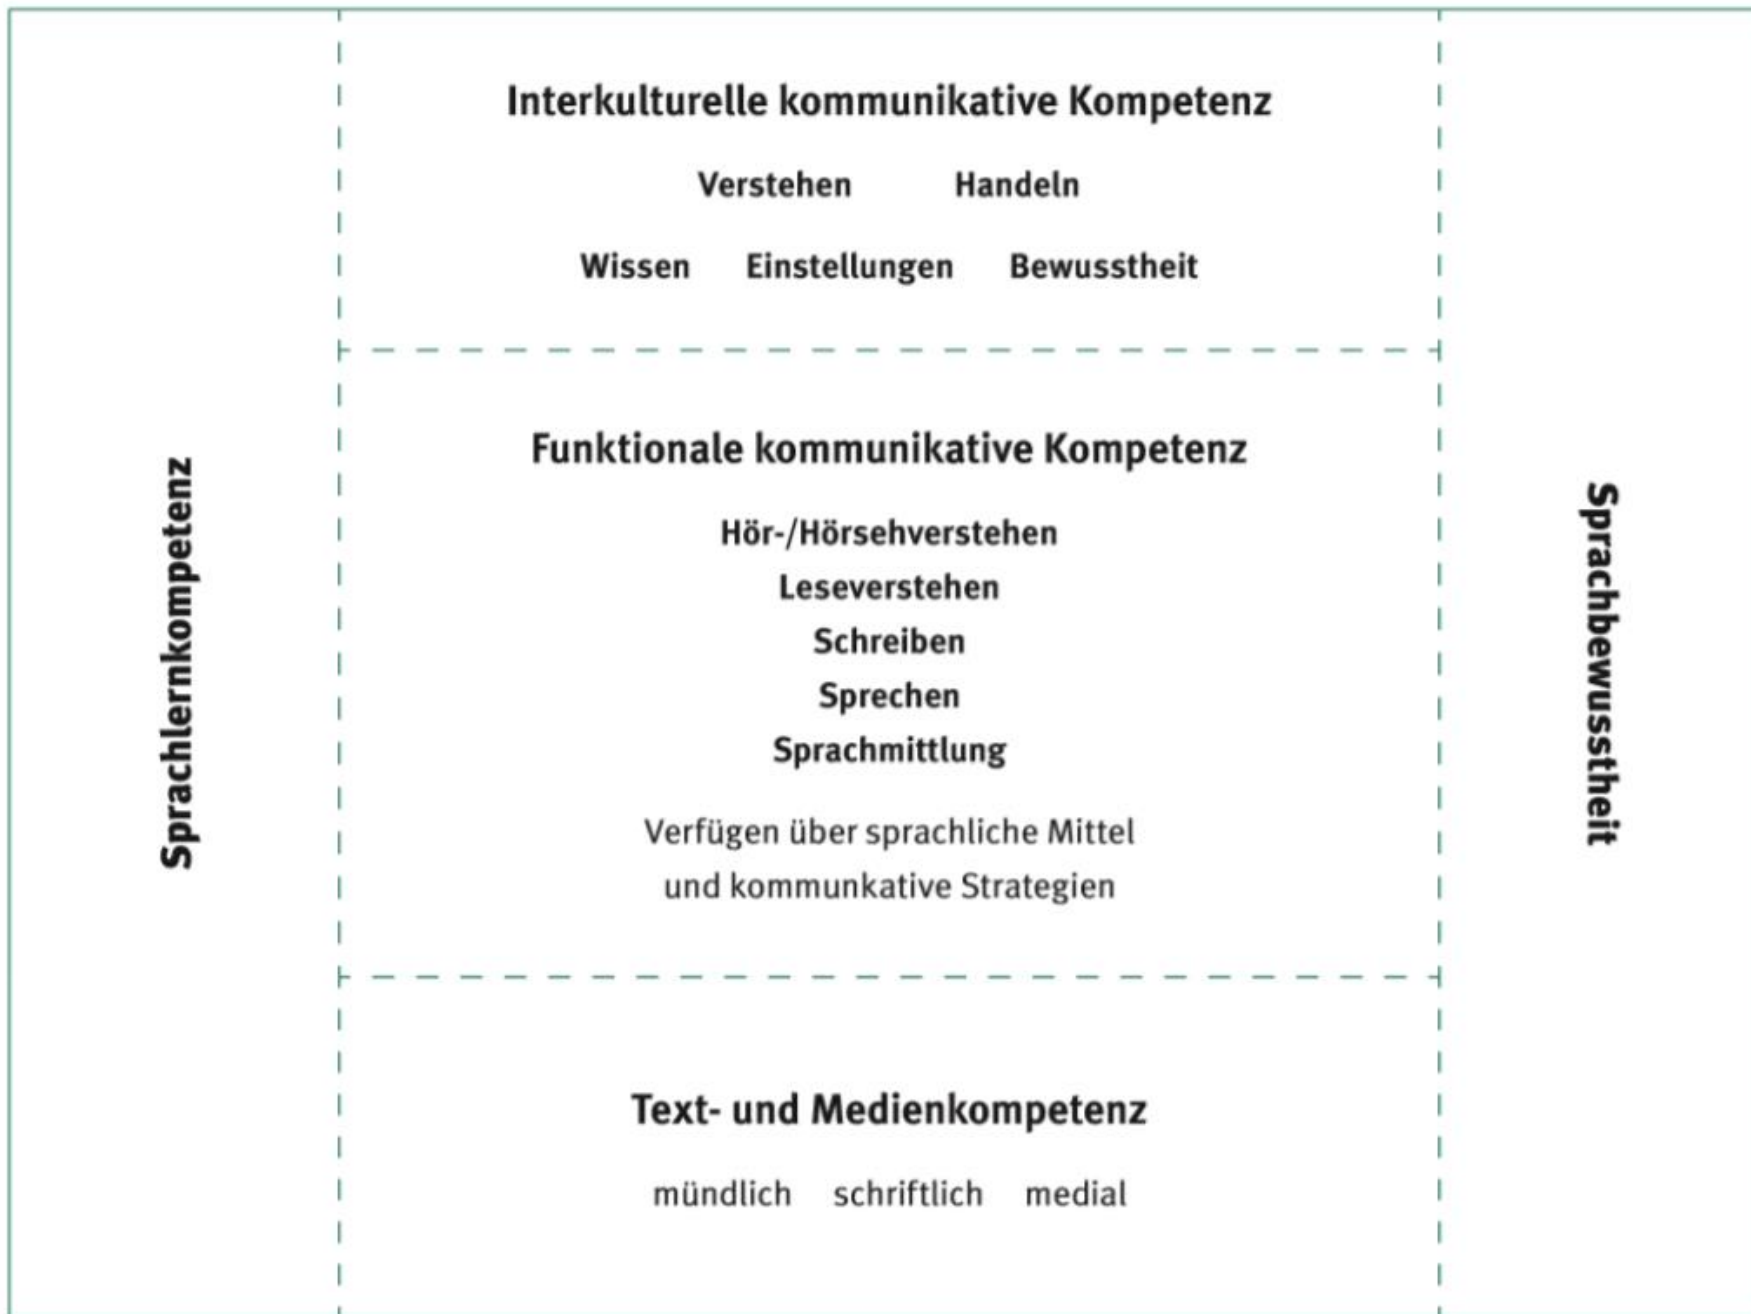 Interkulturelle kommunikative Kompetenz
Verstehen Handeln
Wissen Einstellungen Bewusstheit
Sprachlernkompetenz
Funktionale kommunikative Kompetenz
Hör-/Hörsehverstehen
Leseverstehen
Schreiben
Sprechen
Sprachmittlung
Verfügen über sprachliche Mittel
und kommunkative Strategien
Sprachbewusstheit
Text- und Medienkompetenz
mündlich schriftlich medial